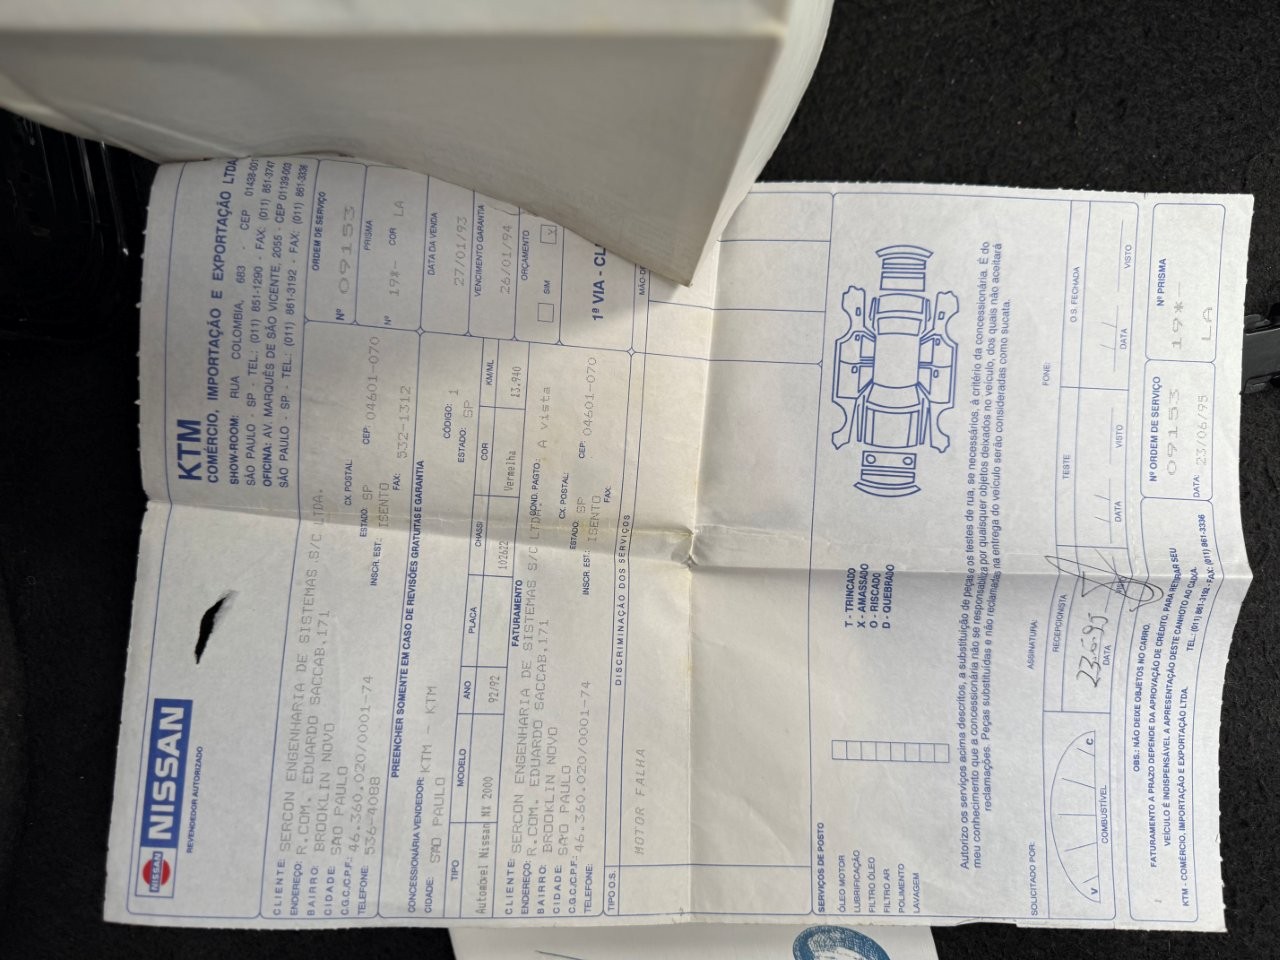 NISSAN
NISSAN
REVENDEDOR AUTORIZADO
KTM
COMÉRCIO, IMPORTAÇÃO E EXPORTAÇÃO LTDA
SHOW-ROOM: RUA COLOMBIA, 683 - CEP 01438-001
SÃO PAULO - SP - TEL.: (011) 851-1290 - FAX: (011) 851-3747
OFICINA: AV. MARQUÊS DE SÃO VICENTE, 2055 - CEP 01139-003
SÃO PAULO - SP - TEL.: (011) 861-3192 - FAX: (011) 861-3336
CLIENTE: SERCON ENGENHARIA DE SISTEMAS S/C LTDA.
ENDEREÇO: R.COM. EDUARDO SACCAB,171
BAIRRO: BROOKLIN NOVO CX. POSTAL:
CIDADE: SAO PAULO ESTADO: SP CEP: 04601-070
C.G.C./C.P.F.: 46.360.020/0001-74 INSCR. EST.: ISENTO
TELEFONE: 536-4088 FAX: 532-1312
ORDEM DE SERVIÇO
Nº 09153
PRISMA
Nº 19*- COR LA
PREENCHER SOMENTE EM CASO DE REVISÕES GRATUITAS E GARANTIA
CONCESSIONÁRIA VENDEDOR: KTM - KTM CÓDIGO: 1
CIDADE: SAO PAULO ESTADO: SP
DATA DA VENDA
27/01/93
TIPO MODELO ANO PLACA CHASSI COR KM/ML
Automóvel Nissan NX 2000 92/92 102622 Vermelha 13.940
VENCIMENTO GARANTIA
26/01/94
FATURAMENTO
CLIENTE: SERCON ENGENHARIA DE SISTEMAS S/C LTDA. COND. PAGTO.: A vista
ENDEREÇO: R.COM. EDUARDO SACCAB,171
BAIRRO: BROOKLIN NOVO CX. POSTAL:
CIDADE: SAO PAULO ESTADO: SP CEP: 04601-070
C.G.C./C.P.F.: 46.360.020/0001-74 INSCR. EST.: ISENTO
TELEFONE: FAX:
ORÇAMENTO
SIM X
1ª VIA - CL
TIPO O.S. DISCRIMINAÇÃO DOS SERVIÇOS MÃO-D
MOTOR FALHA
SERVIÇOS DE POSTO
ÓLEO MOTOR
LUBRIFICAÇÃO
FILTRO ÓLEO
FILTRO AR
POLIMENTO
LAVAGEM
T - TRINCADO
X - AMASSADO
O - RISCADO
D - QUEBRADO
Autorizo os serviços acima descritos, a substituição de peças e os testes de rua, se necessários, à critério da concessionária. É do
meu conhecimento que a concessionária não se responsabiliza por quaisquer objetos deixados no veículo, dos quais não aceitará
reclamações. Peças substituídas e não reclamadas na entrega do veículo serão consideradas como sucata.
SOLICITADO POR: ASSINATURA: FONE:
V C
COMBUSTÍVEL
RECEPCIONISTA
23.6.95
DATA
TESTE
/ /
DATA VISTO
O.S. FECHADA
/ /
DATA VISTO
OBS.: NÃO DEIXE OBJETOS NO CARRO.
FATURAMENTO A PRAZO DEPENDE DA APROVAÇÃO DE CRÉDITO. PARA RETIRAR SEU
VEÍCULO É INDISPENSÁVEL A APRESENTAÇÃO DESTE CANHOTO AO CAIXA.
KTM - COMÉRCIO, IMPORTAÇÃO E EXPORTAÇÃO LTDA. TEL.: (011) 861-3192 - FAX: (011) 861-3336
Nº ORDEM DE SERVIÇO
09153
DATA: 23/06/95
Nº PRISMA
19*-
LA